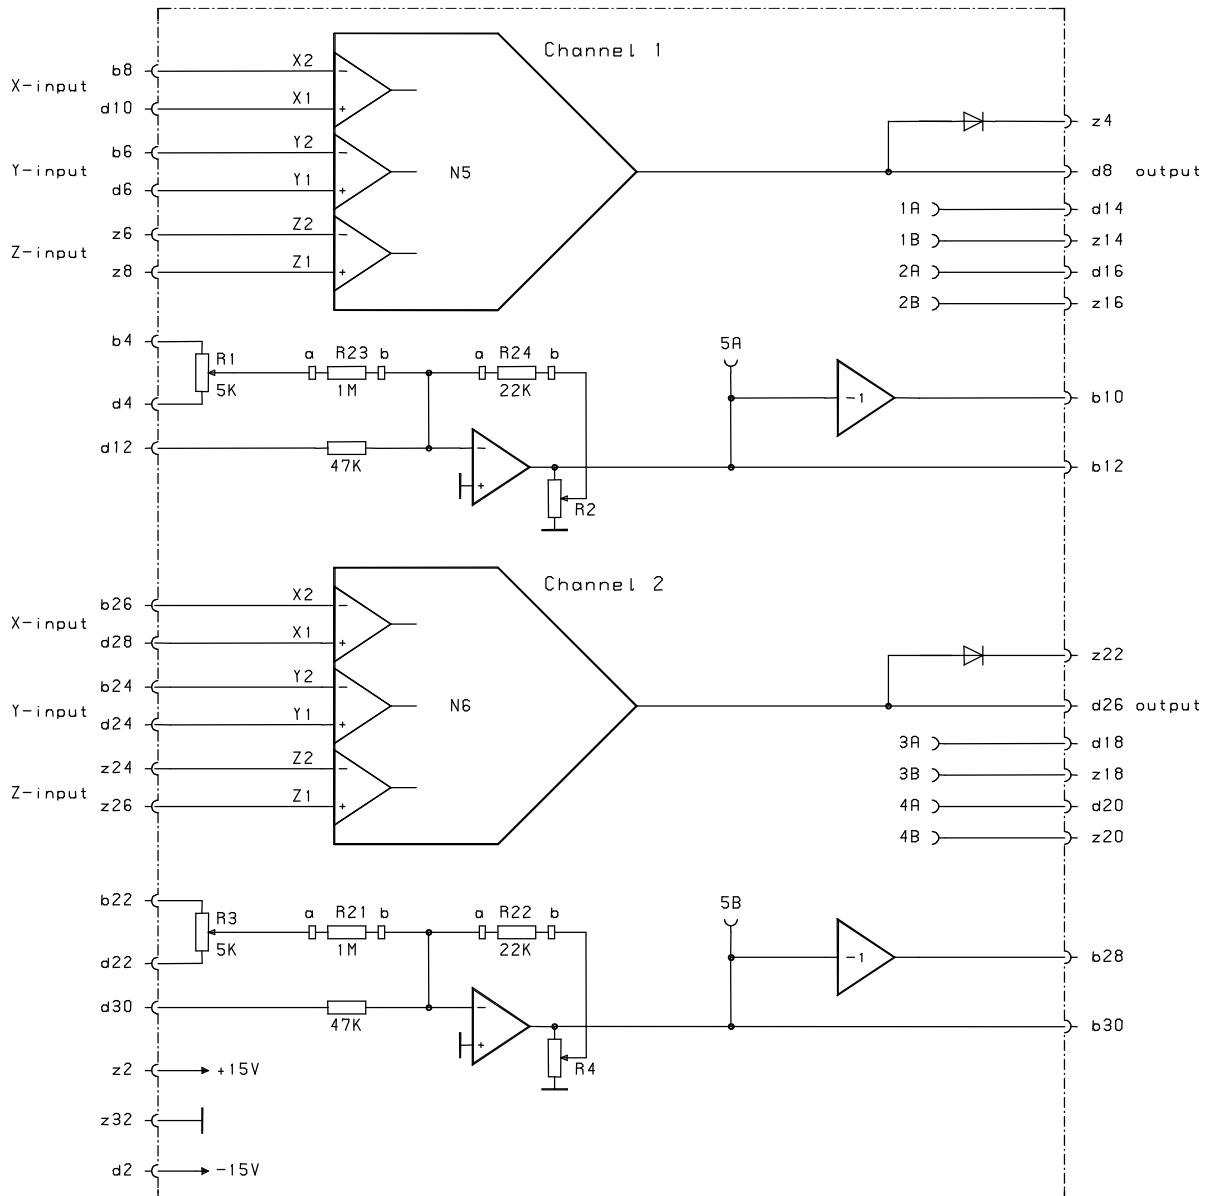 Channel 1
b8 X2 −
X-input
d10 X1 +
z4
b6 Y2 −
Y-input N5 d8 output
d6 Y1 +
1A d14
z6 Z2 −
1B z14
Z-input
z8 Z1 +
2A d16
2B z16
b4 5A
R1 a R23 b a R24 b
5K 1M 22K
-1 b10
d4
d12 −
47K b12
+
R2
Channel 2
b26 X2 −
X-input
d28 X1 +
z22
b24 Y2 −
Y-input N6 d26 output
d24 Y1 +
3A d18
z24 Z2 −
3B z18
Z-input
z26 Z1 +
4A d20
4B z20
b22 5B
R3 a R21 b a R22 b
5K 1M 22K
-1 b28
d22
d30 −
47K b30
+
R4
z2 +15V
z32
d2 -15V